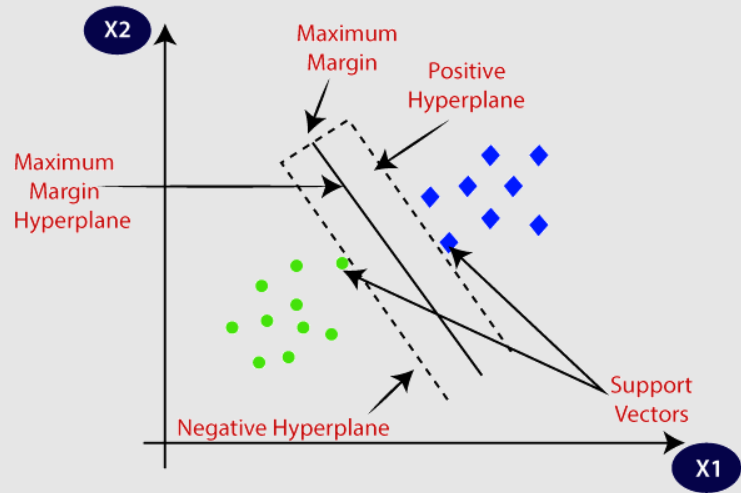 X2
Maximum
Margin
Positive
Hyperplane
Maximum
Margin
Hyperplane
Support
Vectors
Negative Hyperplane
X1